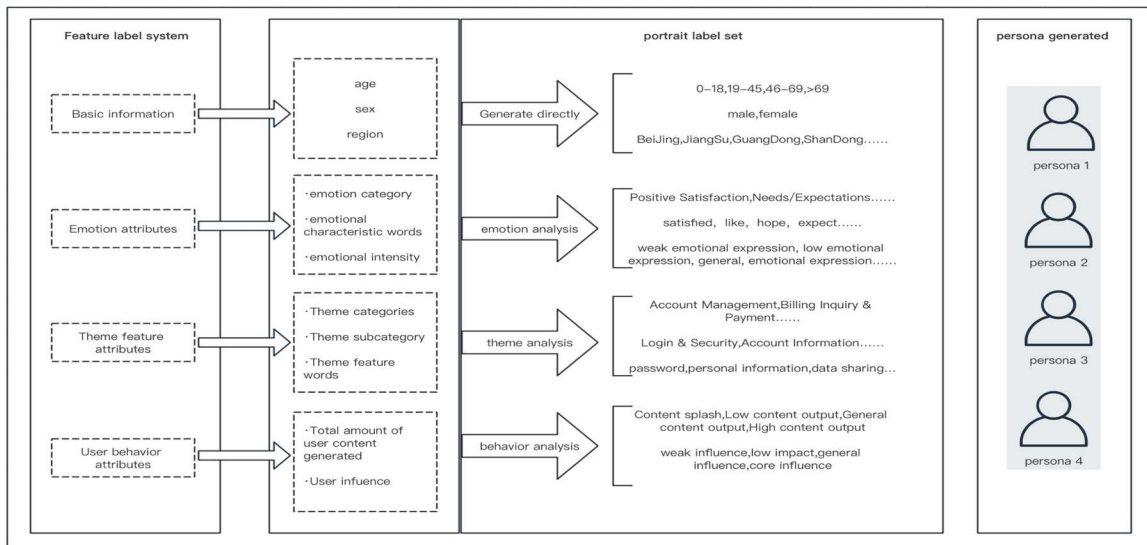 Feature label system
portrait label set
persona generated
Basic information
age
sex
region
Generate directly
0-18,19-45,46-69,>69
male,female
BeiJing,JiangSu,GuangDong,ShanDong......
persona 1
Emotion attributes
·emotion category
·emotional
characteristic words
·emotional intensity
emotion analysis
Positive Satisfaction,Needs/Expectations......
satisfied, like, hope, expect......
weak emotional expression, low emotional
expression, general, emotional expression......
persona 2
Theme feature
attributes
·Theme categories
·Theme subcategory
·Theme feature
words
theme analysis
Account Management,Billing Inquiry &
Payment......
Login & Security,Account Information......
password,personal information,data sharing...
persona 3
User behavior
attributes
·Total amount of
user content
generated
·User infuence
behavior analysis
Content splash,Low content output,General
content output,High content output
weak influence,low impact,general
influence,core influence
persona 4